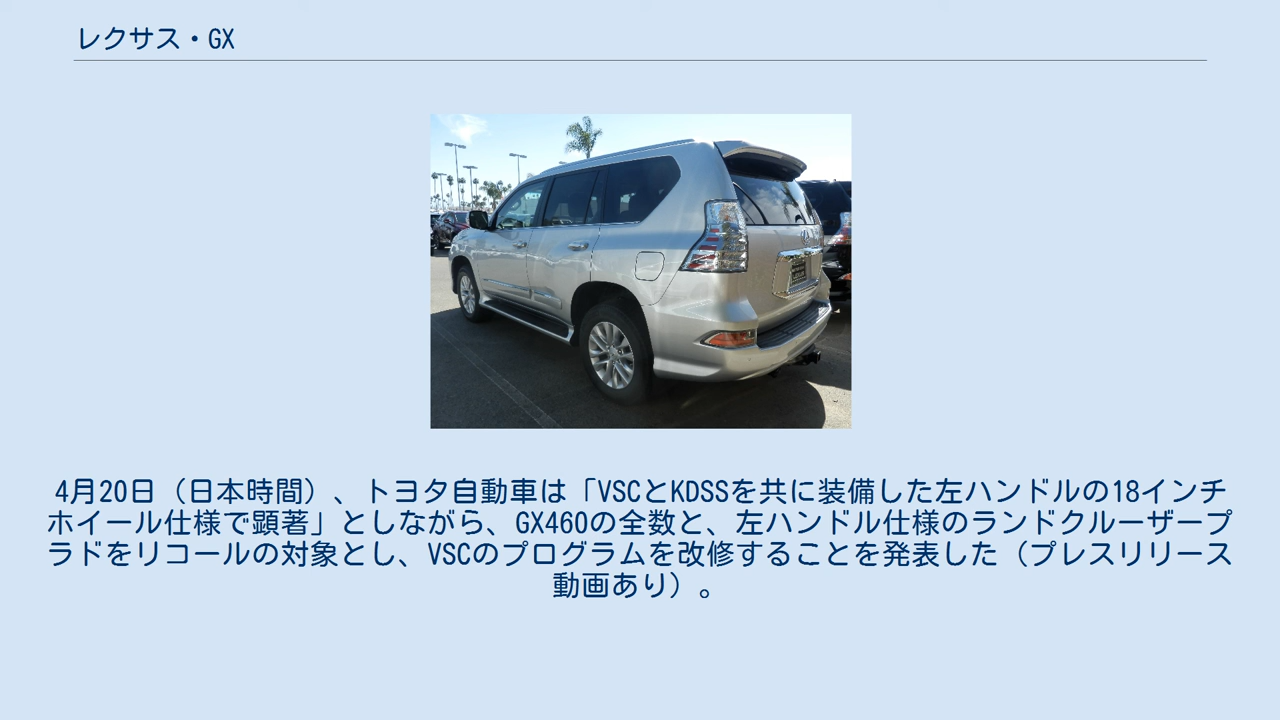 レクサス・GX
4月20日（日本時間）、トヨタ自動車は「VSCとKDSSを共に装備した左ハンドルの18インチ
ホイール仕様で顕著」としながら、GX460の全数と、左ハンドル仕様のランドクルーザープ
ラドをリコールの対象とし、VSCのプログラムを改修することを発表した（プレスリリース
動画あり）。